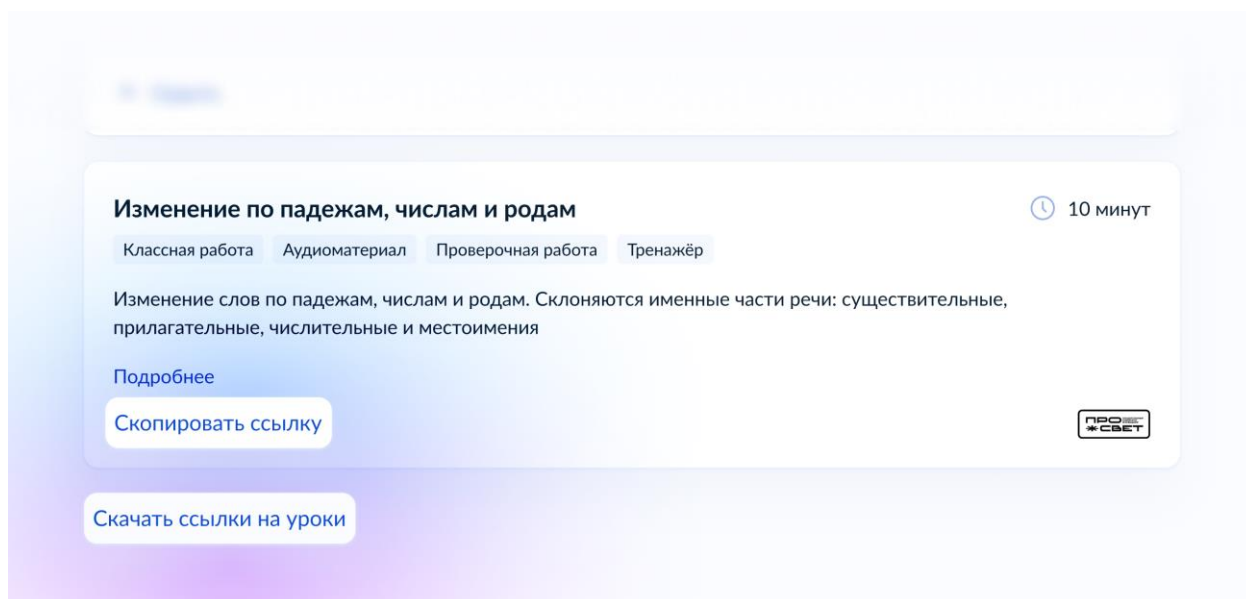 Изменение по падежам, числам и родам
10 минут
Классная работа Аудиоматериал Проверочная работа Тренажёр
Изменение слов по падежам, числам и родам. Склоняются именные части речи: существительные,
прилагательные, числительные и местоимения
Подробнее
Скопировать ссылку
ПРО
СВЕТ
Скачать ссылки на уроки